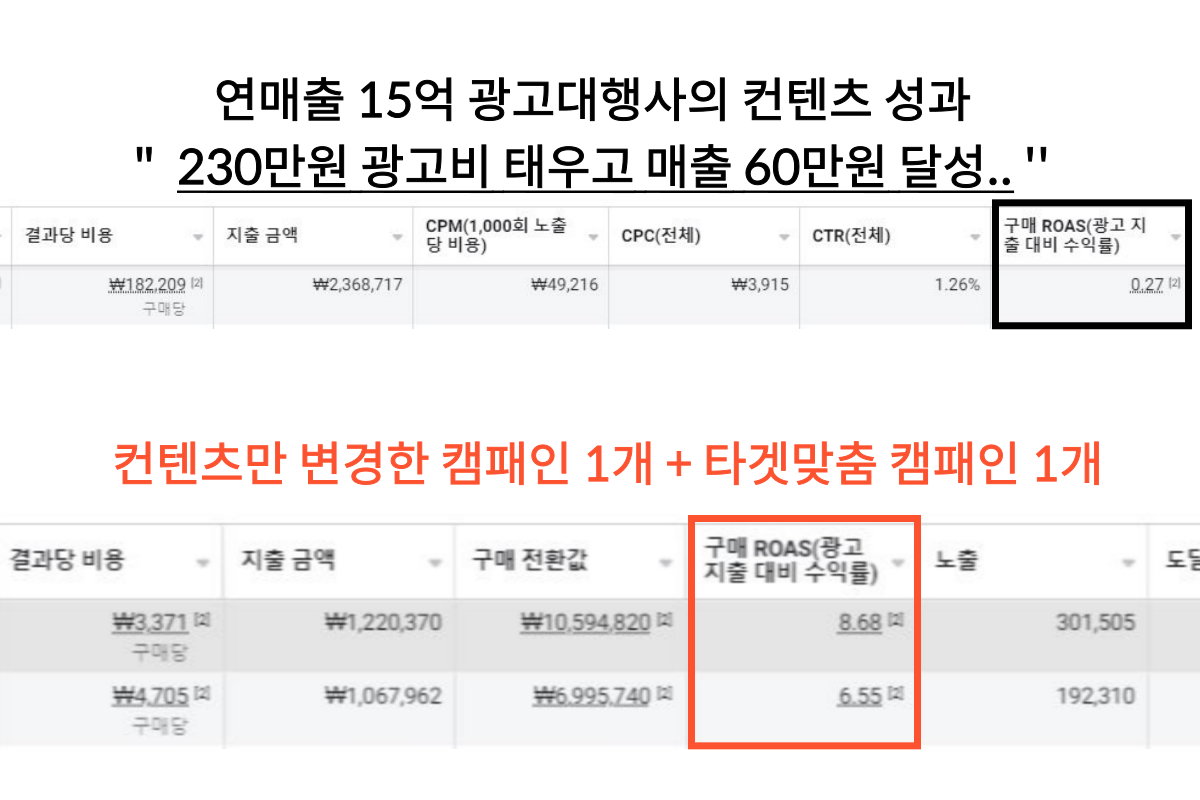 연매출 15억 광고대행사의 컨텐츠 성과
" 230만원 광고비 태우고 매출 60만원 달성.. "
결과당 비용 지출 금액 CPM(1,000회 노출당 비용) CPC(전체) CTR(전체) 구매 ROAS(광고 지출 대비 수익률)
₩182,209 [2] ₩2,368,717 ₩49,216 ₩3,915 1.26% 0.27 [2]
구매당
컨텐츠만 변경한 캠패인 1개 + 타겟맞춤 캠패인 1개
결과당 비용 지출 금액 구매 전환값 구매 ROAS(광고 지출 대비 수익률) 노출
₩3,371 [2] ₩1,220,370 ₩10,594,820 [2] 8.68 [2] 301,505
구매당
₩4,705 [2] ₩1,067,962 ₩6,995,740 [2] 6.55 [2] 192,310
구매당